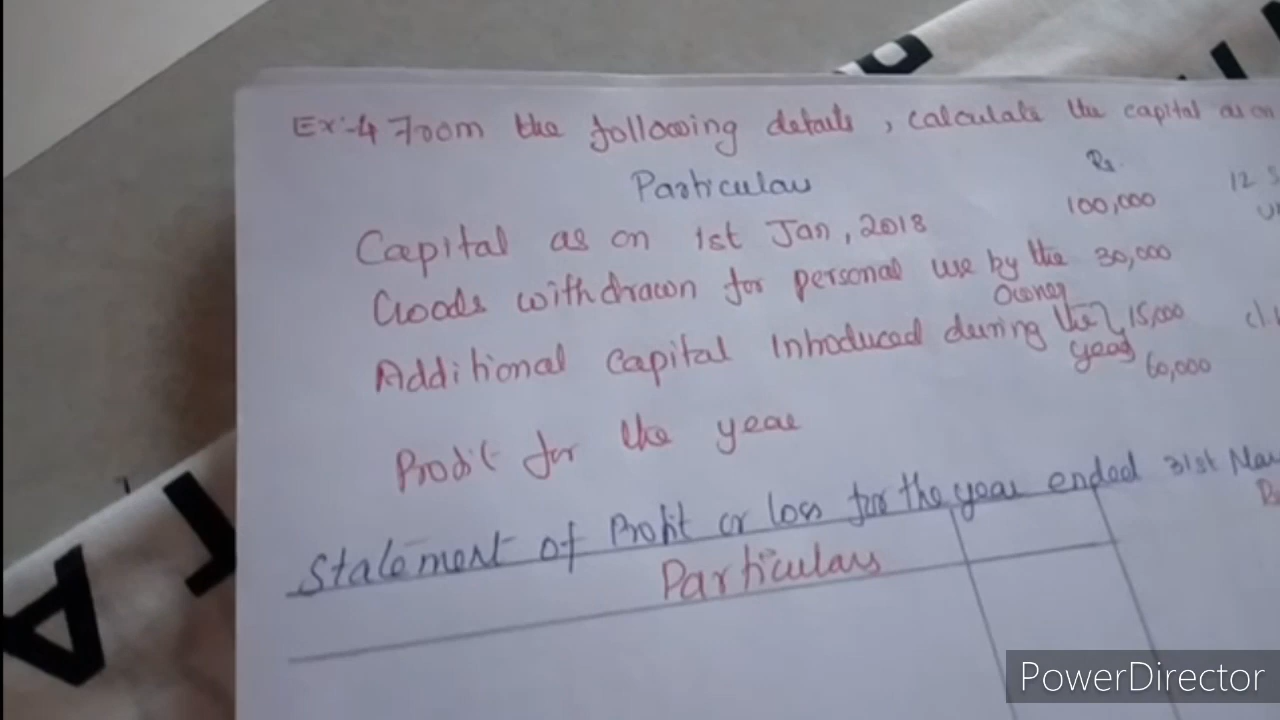 Ex:-4 From the following details, calculate the capital as on
Particulars Rs.
Capital as on 1st Jan, 2018 100,000
Goods withdrawn for personal use by the owner 30,000
Additional capital introduced during the year 15,000
Profit for the year 60,000
Statement of Profit or loss for the year ended 31st
Particulars
PowerDirector